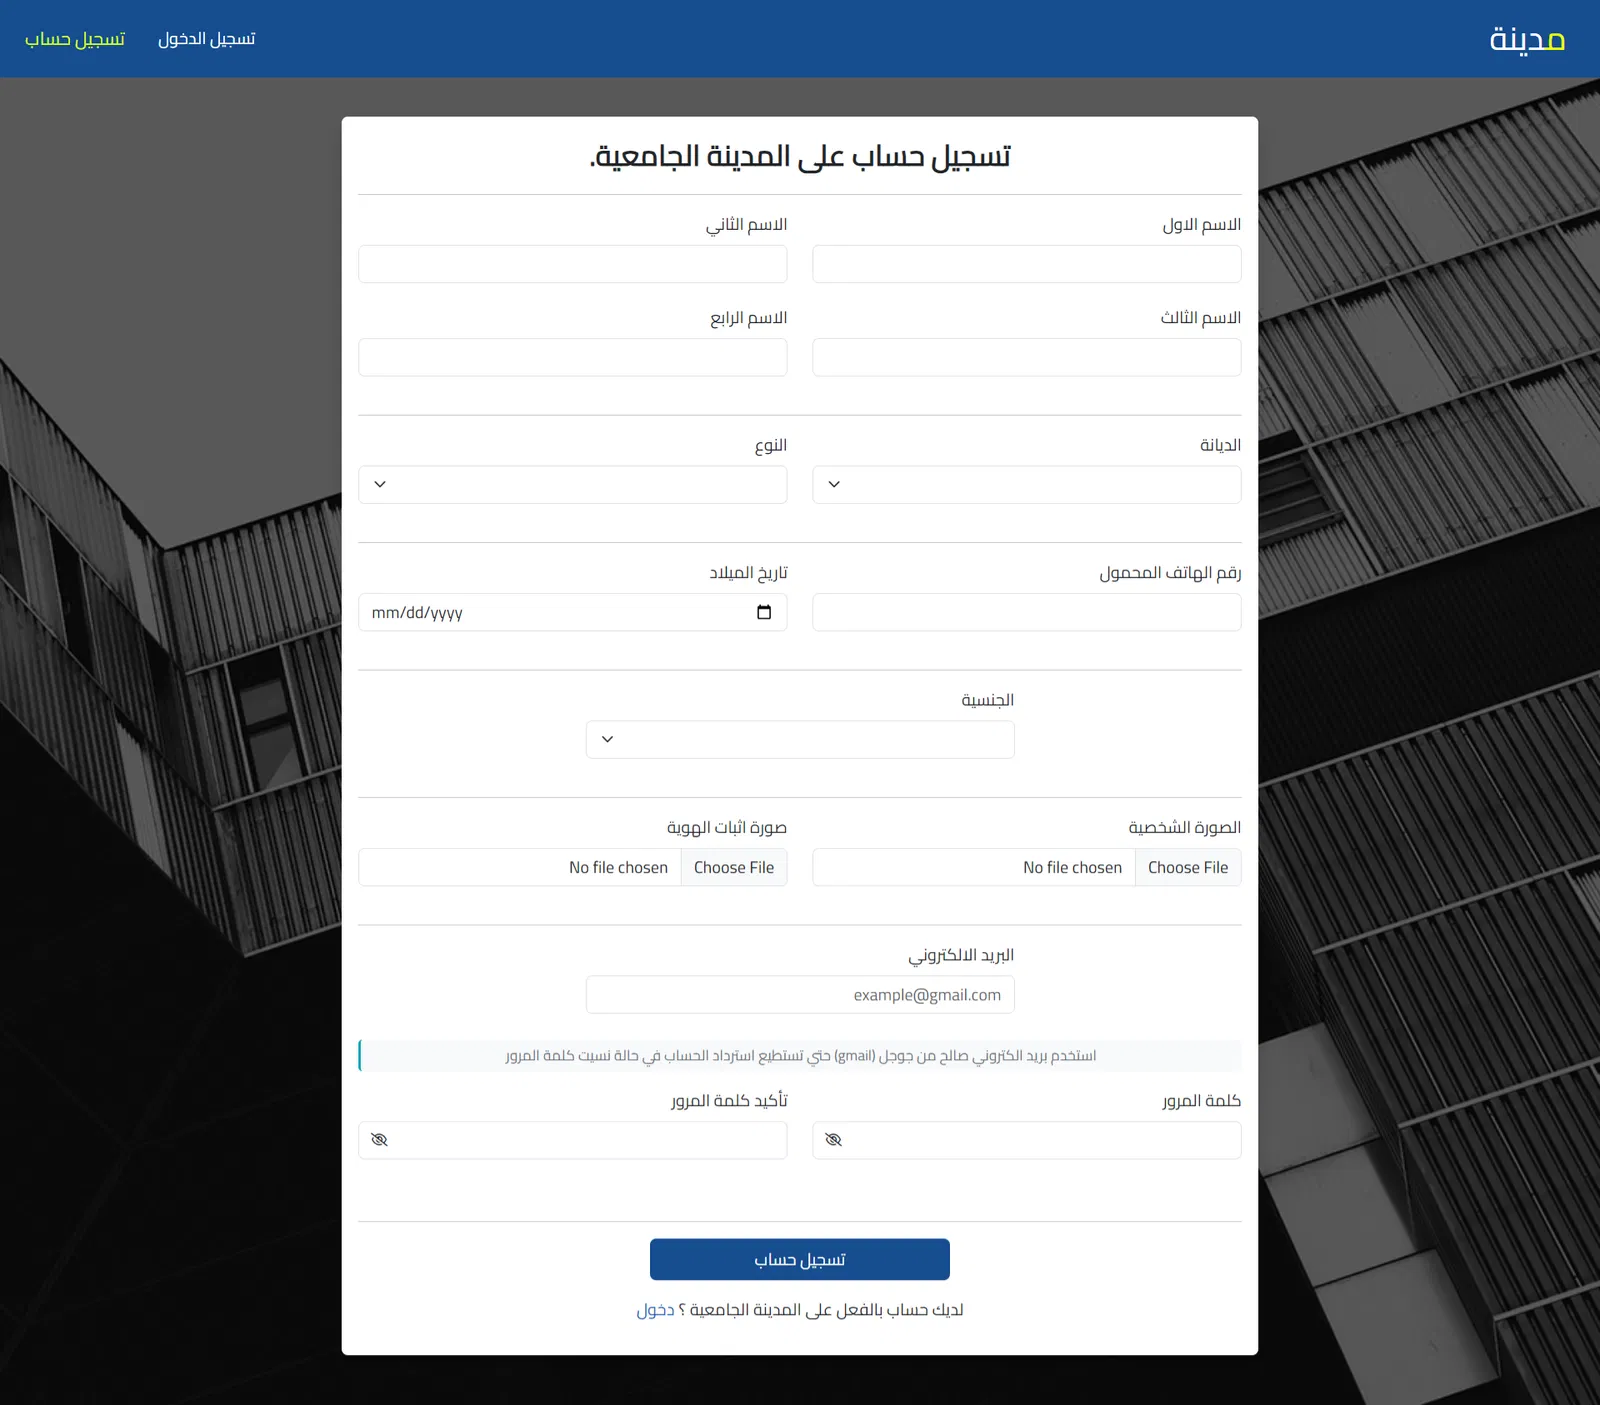 مدينة
تسجيل الدخول
تسجيل حساب
تسجيل حساب على المدينة الجامعية.
الاسم الاول
الاسم الثاني
الاسم الثالث
الاسم الرابع
الديانة
النوع
رقم الهاتف المحمول
تاريخ الميلاد
mm/dd/yyyy
الجنسية
الصورة الشخصية
Choose File No file chosen
صورة اثبات الهوية
Choose File No file chosen
البريد الالكتروني
example@gmail.com
استخدم بريد الكتروني صالح من جوجل (gmail) حتي تستطيع استرداد الحساب في حالة نسيت كلمة المرور
كلمة المرور
تأكيد كلمة المرور
تسجيل حساب
لديك حساب بالفعل على المدينة الجامعية ؟ دخول